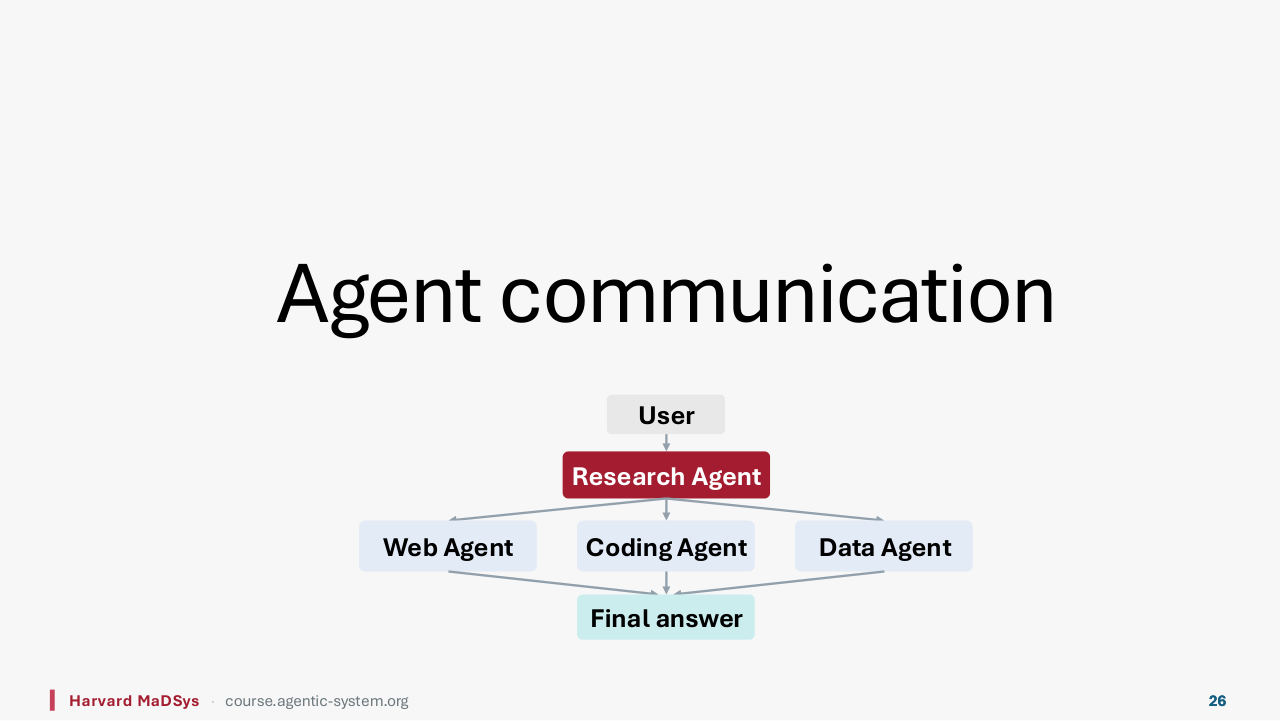 Agent communication
User
Research Agent
Web Agent
Coding Agent
Data Agent
Final answer
Harvard MaDSys · course.agentic-system.org
26